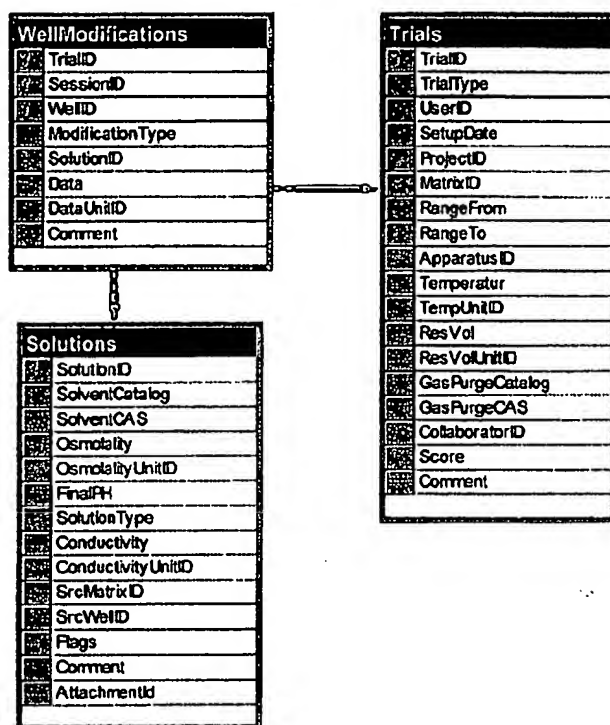 WellModifications
TrialID
SessionID
WellID
ModificationType
SolutionID
Data
DataUnitID
Comment
Trials
TrialID
TrialType
UserID
SetupDate
ProjectID
MatrixID
RangeFrom
RangeTo
ApparatusID
Temperatur
TempUnitID
ResVol
ResVolUnitID
GasPurgeCatalog
GasPurgeCAS
CollaboratorID
Score
Comment
Solutions
SolutionID
SolventCatalog
SolventCAS
Osmolality
OsmolalityUnitID
FinalPH
SolutionType
Conductivity
ConductivityUnitID
SrcMatrixID
SrcWellID
Flags
Comment
AttachmentId